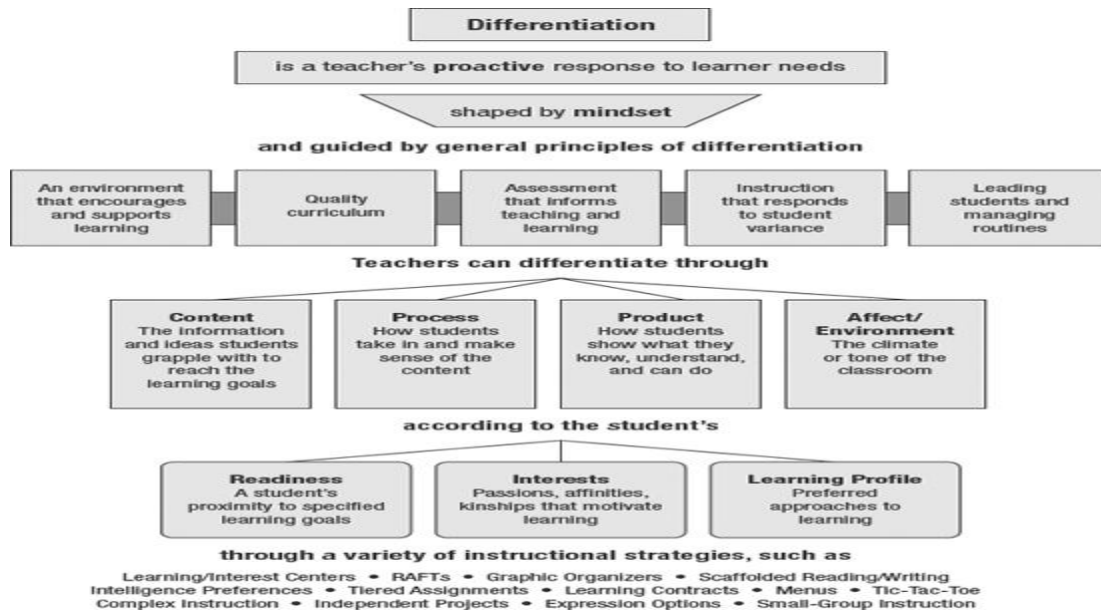 Differentiation
is a teacher's proactive response to learner needs
shaped by mindset
and guided by general principles of differentiation
An environment
that encourages
and supports
learning
Quality
curriculum
Assessment
that informs
teaching and
learning
Instruction
that responds
to student
variance
Leading
students and
managing
routines
Teachers can differentiate through
Content
The information
and ideas students
grapple with to
reach the
learning goals
Process
How students
take in and make
sense of the
content
Product
How students
show what they
know, understand,
and can do
Affect/
Environment
The climate
or tone of the
classroom
according to the student's
Readiness
A student's
proximity to specified
learning goals
Interests
Passions, affinities,
kinships that motivate
learning
Learning Profile
Preferred
approaches to
learning
through a variety of instructional strategies, such as
Learning/Interest Centers • RAFTs • Graphic Organizers • Scaffolded Reading/Writing
Intelligence Preferences • Tiered Assignments • Learning Contracts • Menus • Tic-Tac-Toe
Complex Instruction • Independent Projects • Expression Options • Small-Group Instruction